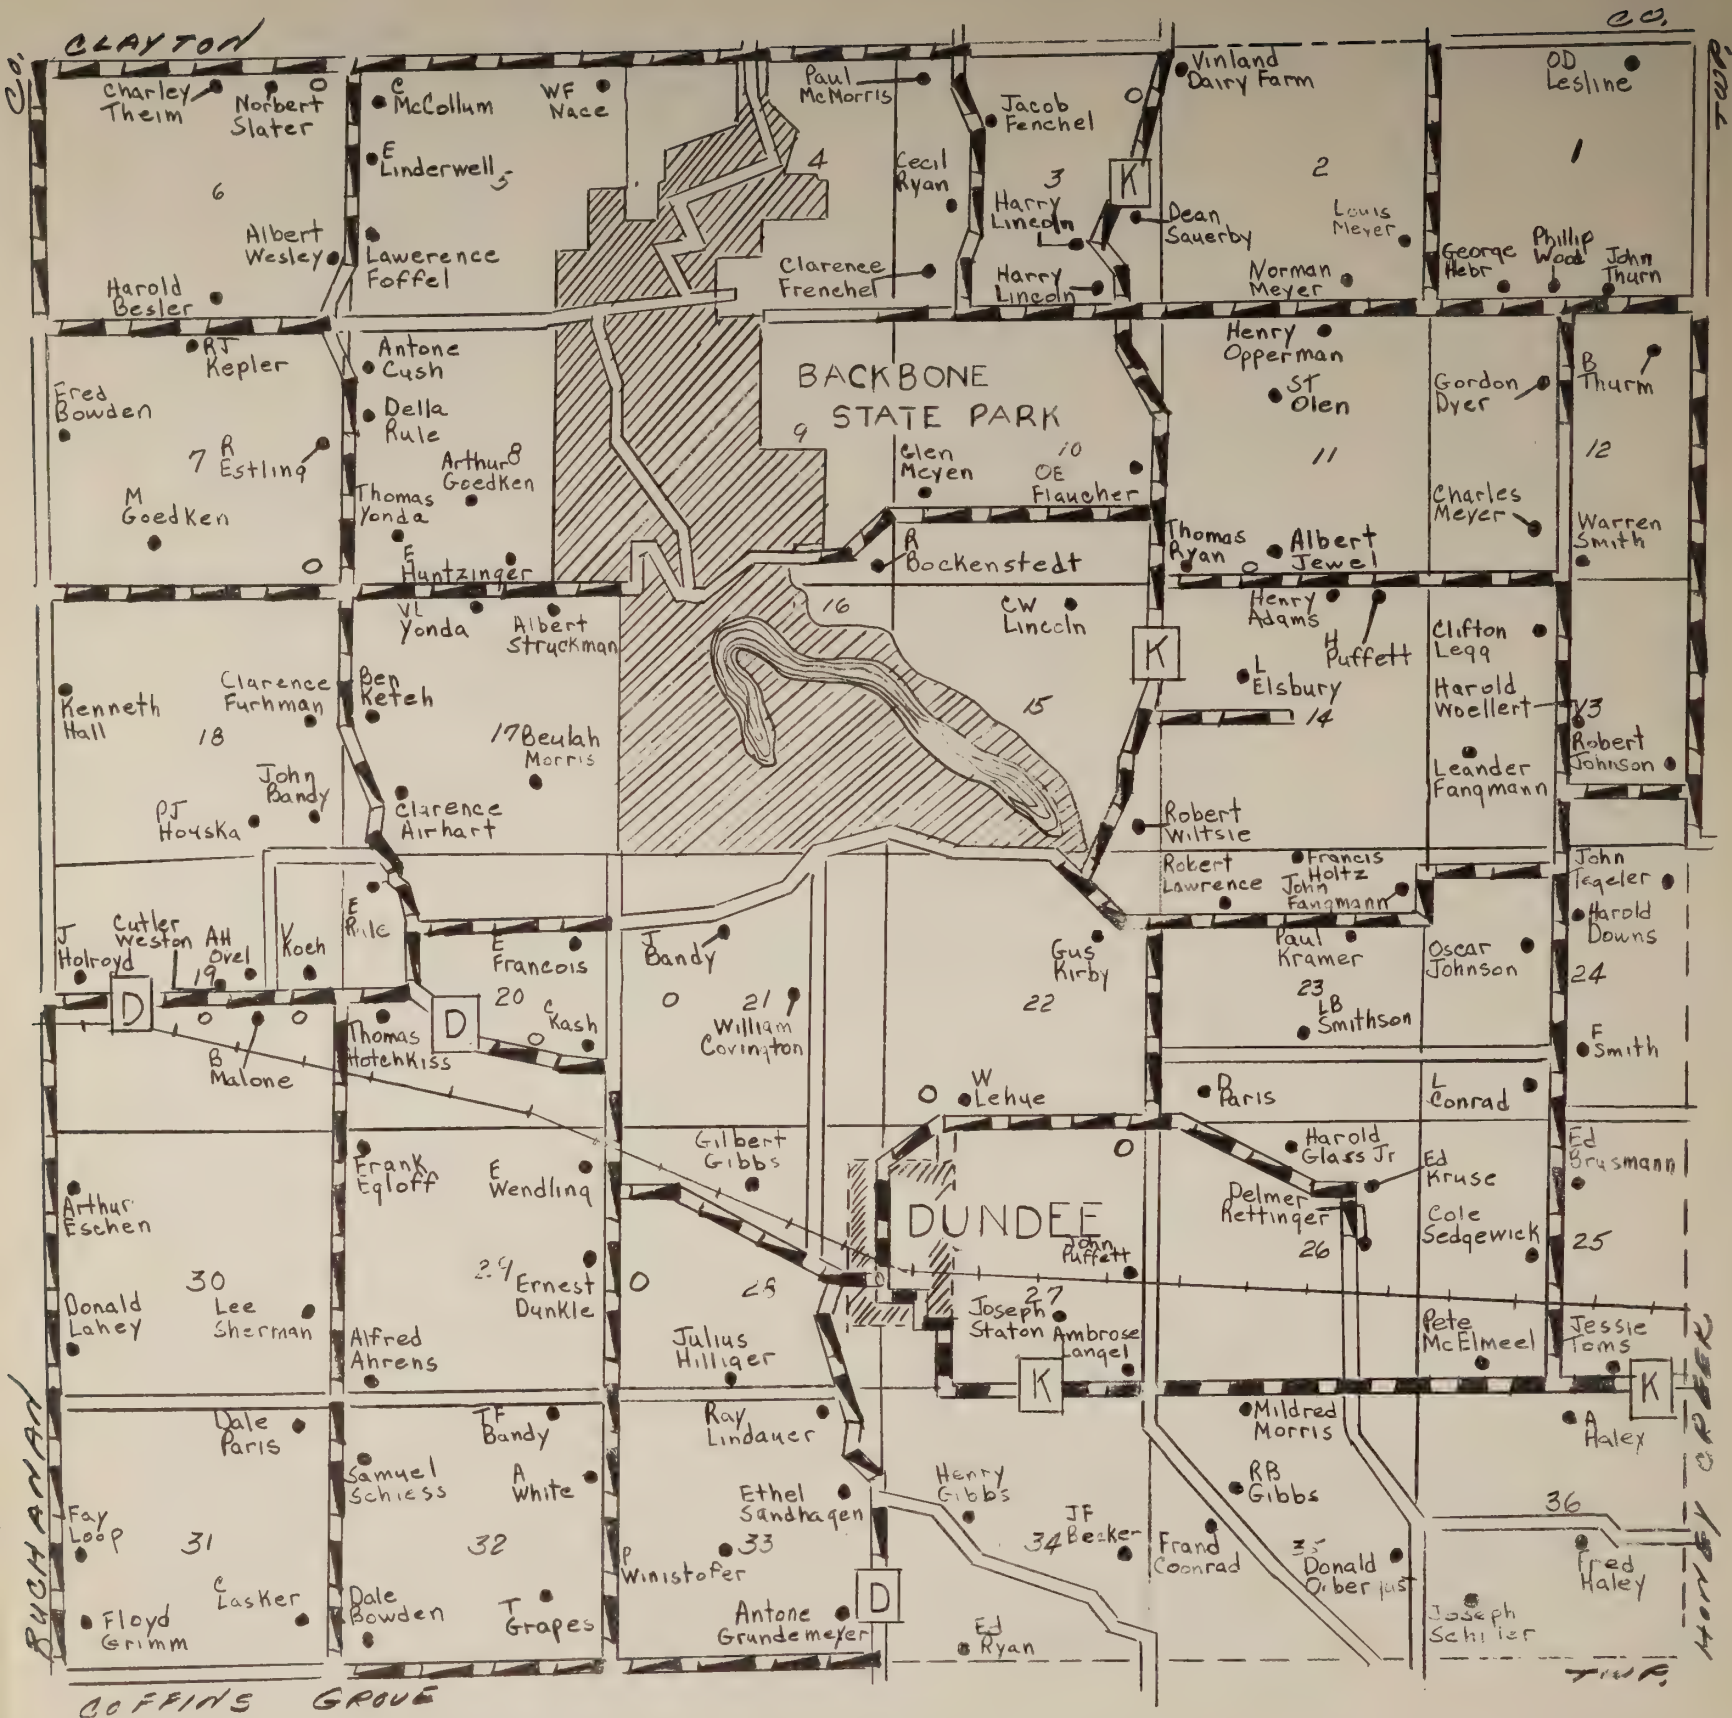 CO.
CLAYTON
CO.
TWP.
Charley
Theim
Norbert
Slater
6
Albert
Wesley
Harold
Besler
C
McCollum
WF
Nace
E
Linderwell
5
Lawerence
Foffel
Paul
McMorris
4
Cecil
Ryan
Clarence
Frenchel
Jacob
Fenchel
3
K
Harry
Lincoln
Harry
Lincoln
Dean
Sauerby
Vinland
Dairy Farm
2
Louis
Meyer
Norman
Meyer
OD
Lesline
1
George
Hebr
Phillip
Wood
John
Thurn
RJ
Kepler
Fred
Bowden
7
R
Estling
M
Goedken
Antone
Cush
Della
Rule
Arthur
Goedken
8
Thomas
Yonda
E
Huntzinger
BACKBONE
STATE PARK
9
Glen
Meyen
10
OE
Flaucher
R
Bockenstedt
Henry
Opperman
ST
Olen
11
Gordon
Dyer
Charles
Meyer
Thomas
Ryan
Albert
Jewel
B
Thurm
12
Warren
Smith
VL
Yonda
Albert
Struckman
Kenneth
Hall
Clarence
Furhman
18
John
Bandy
PJ
Houska
Ben
Keteh
17
Beulah
Morris
Clarence
Airhart
16
CW
Lincoln
15
K
Henry
Adams
H
Puffett
L
Elsbury
14
Clifton
Legg
Harold
Woellert
Leander
Fangmann
13
Robert
Johnson
Robert
Wiltsie
Robert
Lawrence
Francis
Holtz
John
Fangmann
John
Tegeler
Harold
Downs
J
Holroyd
Cutler
Weston
AH
Ovel
19
V
Koch
E
Rule
D
B
Malone
Thomas
Hotchkiss
D
E
Francois
20
C
Kash
J
Bandy
21
William
Covington
Gus
Kirby
22
W
Lehue
Paul
Kramer
23
LB
Smithson
Oscar
Johnson
24
F
Smith
D
Paris
L
Conrad
Arthur
Eschen
30
Donald
Lahey
Lee
Sherman
Frank
Egloff
E
Wendling
29
Ernest
Dunkle
Alfred
Ahrens
Gilbert
Gibbs
28
Julius
Hilliger
DUNDEE
John
Puffett
27
Joseph
Staton
Ambrose
Langel
K
Harold
Glass Jr
Ed
Kruse
Delmer
Rettinger
26
Cole
Sedgewick
Pete
McElmeel
Ed
Brusmann
25
Jessie
Toms
K
BUCHANAN
Dale
Paris
Fay
Loop
31
C
Lasker
Floyd
Grimm
TF
Bandy
Samuel
Schiess
A
White
32
Dale
Bowden
T
Grapes
Ray
Lindauer
Ethel
Sandhagen
33
P
Winistofer
Antone
Grundemeyer
D
Henry
Gibbs
34
JF
Becker
Frand
Coonrad
Ed
Ryan
Mildred
Morris
RB
Gibbs
35
Donald
A
Haley
36
Fred
Haley
Joseph
HONEY CREEK
TWP.
COFFINS GROVE